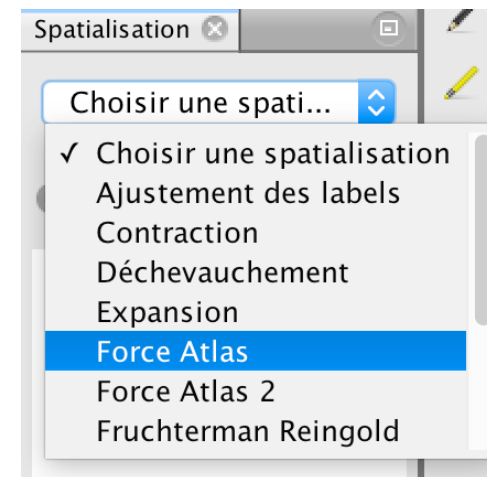 Spatialisation
Choisir une spati...
✓ Choisir une spatialisation
Ajustement des labels
Contraction
Déchevauchement
Expansion
Force Atlas
Force Atlas 2
Fruchterman Reingold